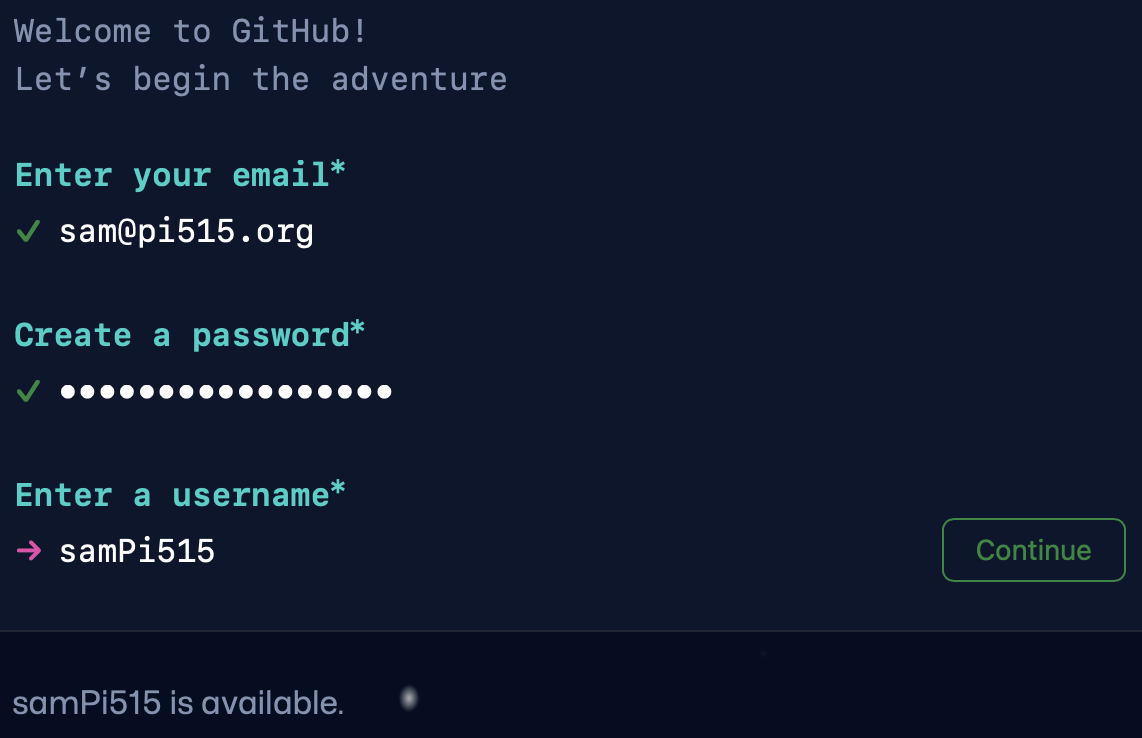 Welcome to GitHub!
Let’s begin the adventure
Enter your email*
✓ sam@pi515.org
Create a password*
✓ •••••••••••••••••
Enter a username*
→ samPi515
Continue
samPi515 is available.